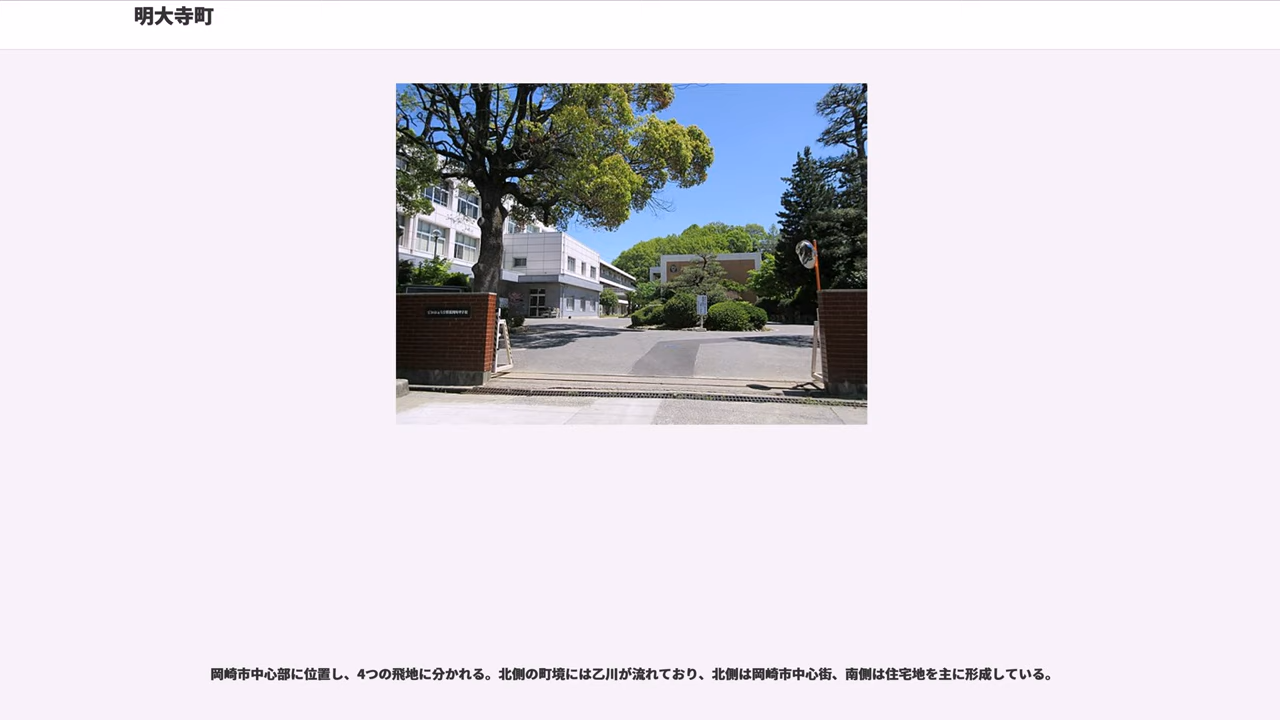 明大寺町
岡崎市中心部に位置し、4つの飛地に分かれる。北側の町境には乙川が流れており、北側は岡崎市中心街、南側は住宅地を主に形成している。